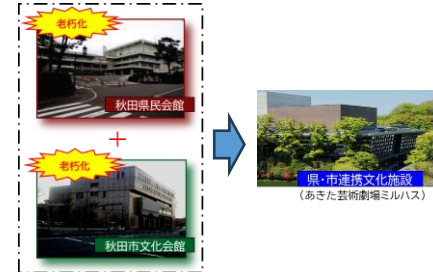 老朽化
秋田県民会館
+
老朽化
秋田市文化会館
県・市連携文化施設
(あきた芸術劇場ミルハス)